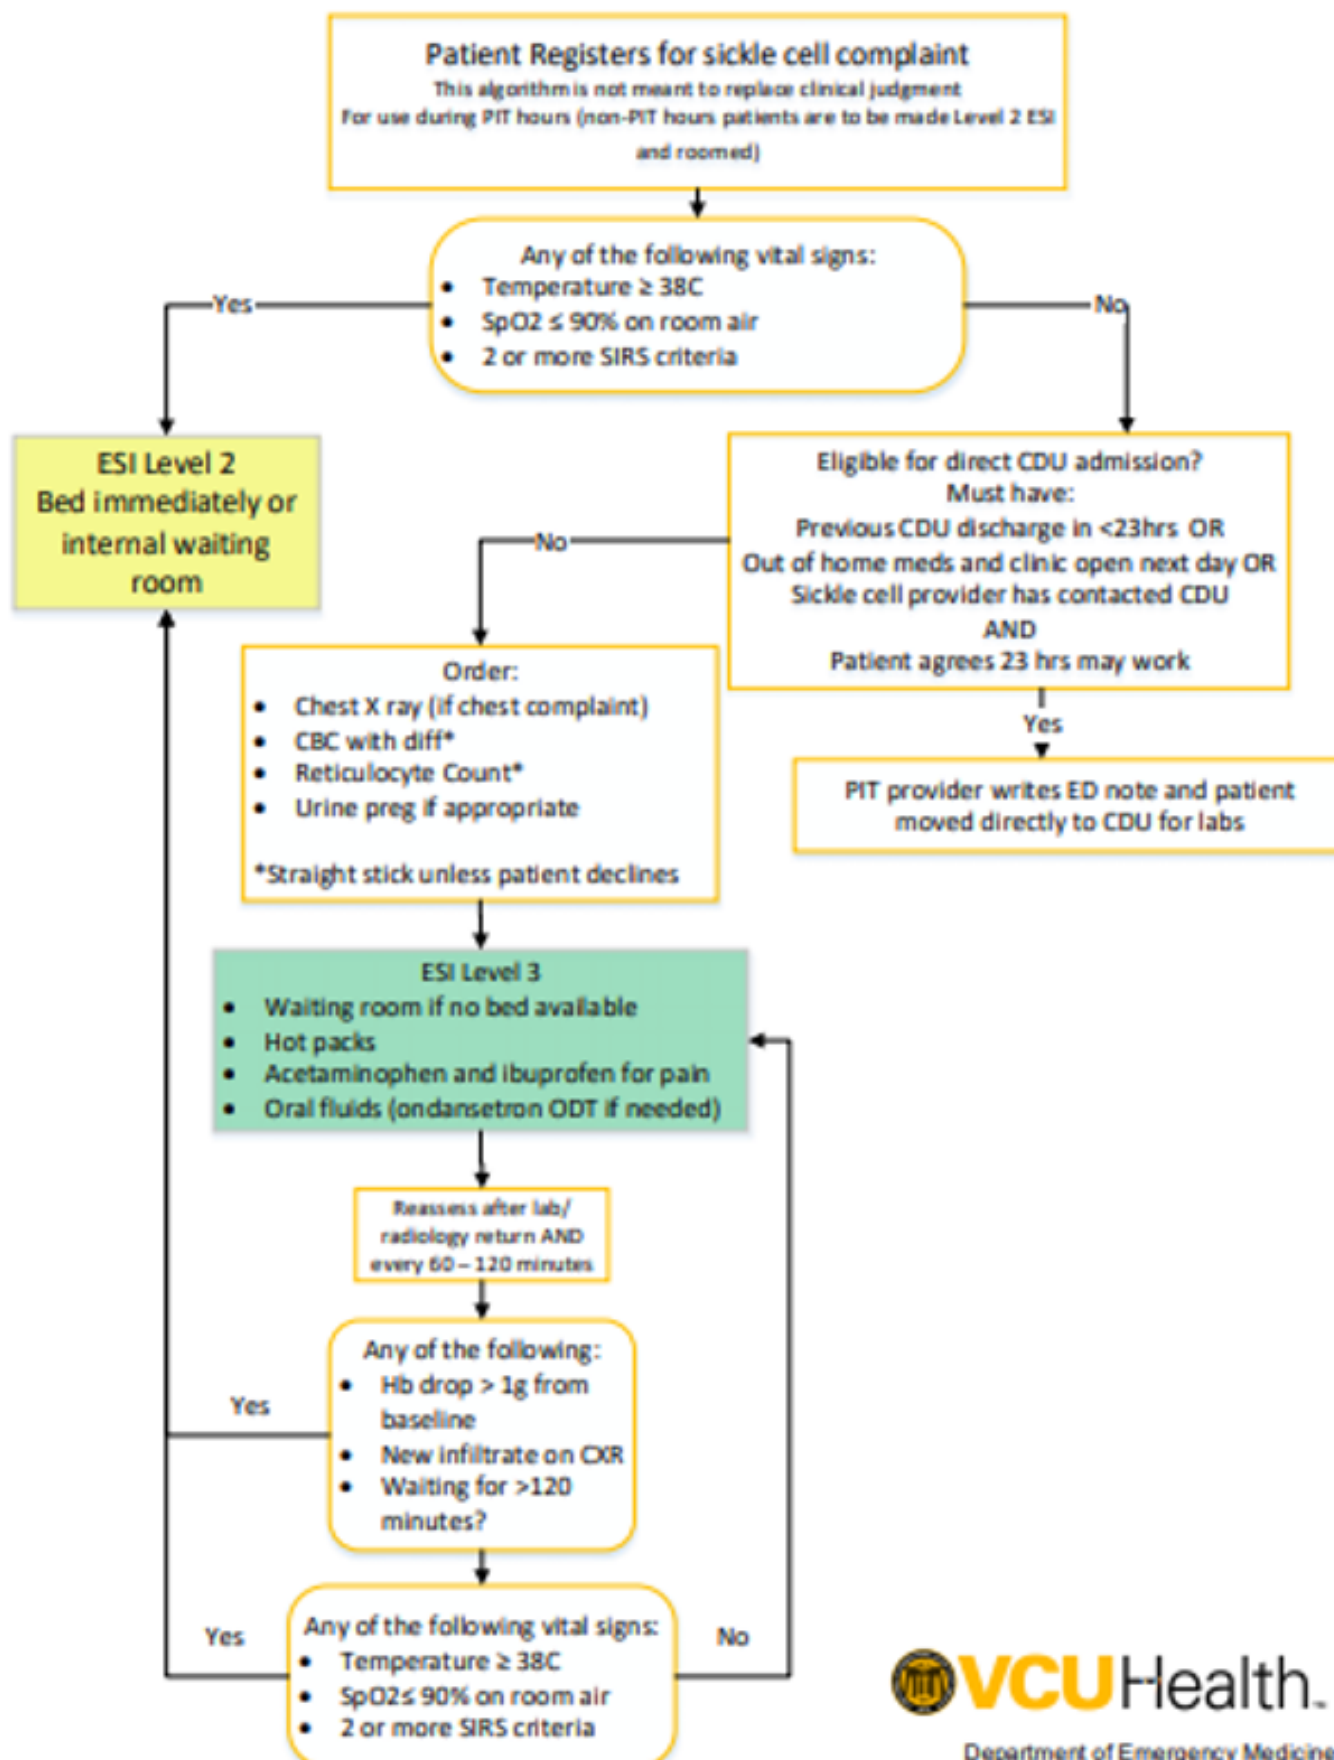 Patient Registers for sickle cell complaint
This algorithm is not meant to replace clinical judgment
For use during PIT hours (non-PIT hours patients are to be made Level 2 ESI
and roomed)
Any of the following vital signs:
• Temperature ≥ 38C
• SpO2 ≤ 90% on room air
• 2 or more SIRS criteria
Yes
No
ESI Level 2
Bed immediately or
internal waiting
room
Eligible for direct CDU admission?
Must have:
Previous CDU discharge in <23hrs OR
Out of home meds and clinic open next day OR
Sickle cell provider has contacted CDU
AND
Patient agrees 23 hrs may work
No
Yes
PIT provider writes ED note and patient
moved directly to CDU for labs
Order:
• Chest X ray (if chest complaint)
• CBC with diff*
• Reticulocyte Count*
• Urine preg if appropriate
*Straight stick unless patient declines
ESI Level 3
• Waiting room if no bed available
• Hot packs
• Acetaminophen and ibuprofen for pain
• Oral fluids (ondansetron ODT if needed)
Reassess after lab/
radiology return AND
every 60 – 120 minutes
Any of the following:
• Hb drop > 1g from
baseline
• New infiltrate on CXR
• Waiting for >120
minutes?
Yes
Any of the following vital signs:
• Temperature ≥ 38C
• SpO2≤ 90% on room air
• 2 or more SIRS criteria
Yes
No
VCUHealth™
Department of Emergency Medicine